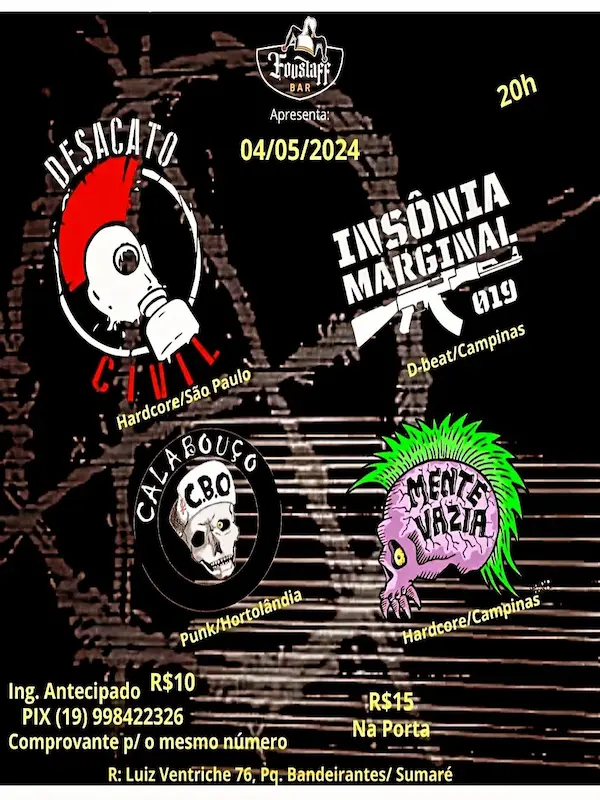 Foustaff
BAR
Apresenta:
20h
04/05/2024
DESACATO
CIVIL
Hardcore/São Paulo
INSÔNIA
MARGINAL
019
D-beat/Campinas
CALABOUÇO
C.B.O
Punk/Hortolândia
MENTE
VAZIA
Hardcore/Campinas
Ing. Antecipado R$10
PIX (19) 998422326
Comprovante p/ o mesmo número
R$15
Na Porta
R: Luiz Ventriche 76, Pq. Bandeirantes/ Sumaré